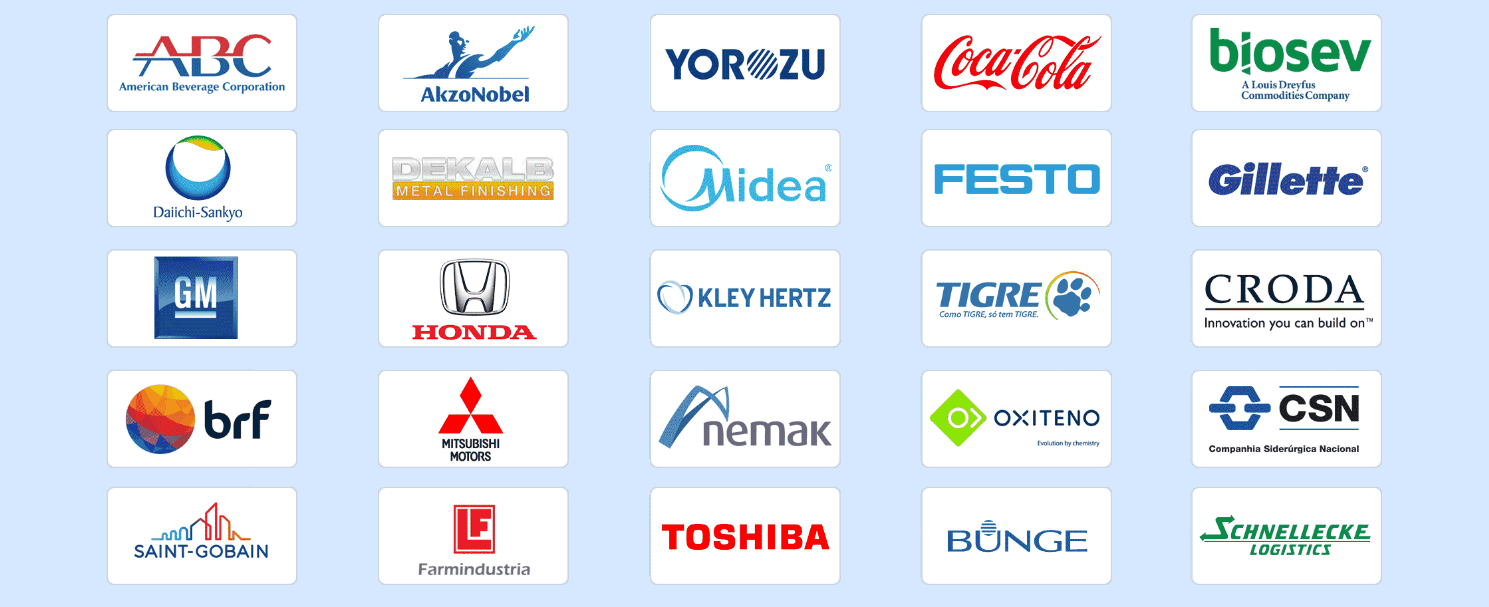 ABC
American Beverage Corporation
AkzoNobel
YOROZU
Coca-Cola
biosev
A Louis Dreyfus
Commodities Company
Daiichi-Sankyo
DEKALB
METAL FINISHING
Midea®
FESTO
Gillette®
GM
HONDA
KLEY HERTZ
TIGRE
Como TIGRE, só tem TIGRE.
CRODA
Innovation you can build on™
brf
MITSUBISHI
MOTORS
nemak
OXITENO
Evolution by chemistry
CSN
Companhia Siderúrgica Nacional
SAINT-GOBAIN
LF
Farmindustria
TOSHIBA
BUNGE
SCHNELLECKE
LOGISTICS